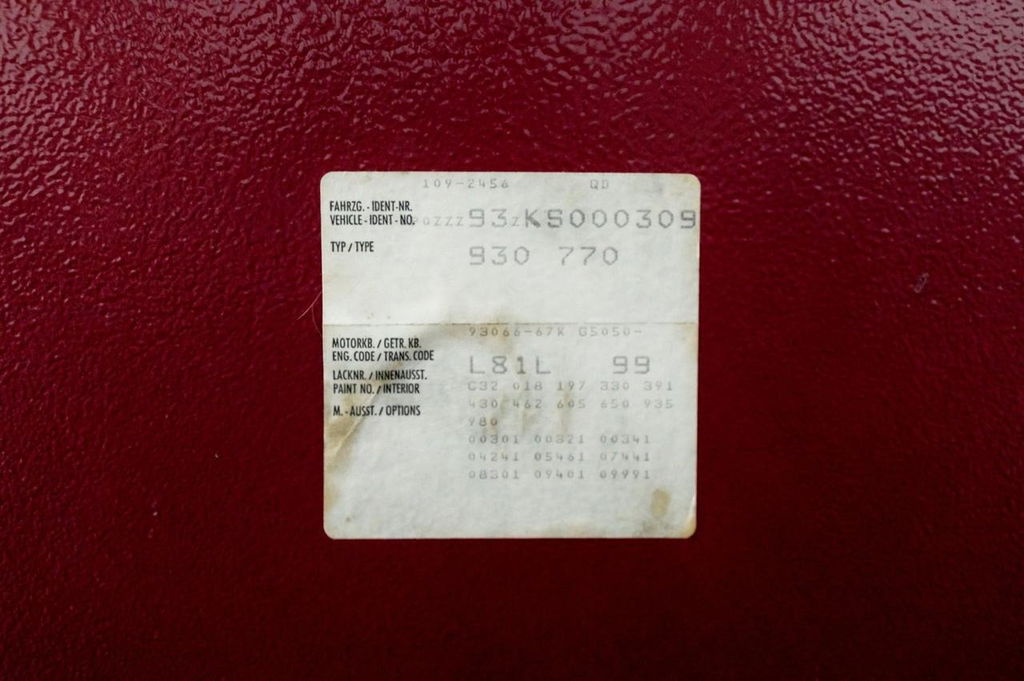 109-2456 QD
FAHRZG. - IDENT-NR.
VEHICLE - IDENT - NO. 0ZZZ93ZKS000309
TYP / TYPE 930 770
93066-67K G5050-
MOTORKB. / GETR. KB.
ENG. CODE / TRANS. CODE L81L 99
LACKNR. / INNENAUSST.
PAINT NO. / INTERIOR C32 018 197 330 391
M. - AUSST. / OPTIONS 430 462 605 650 935
980
00301 00321 00341
04241 05461 07441
08301 09401 09991